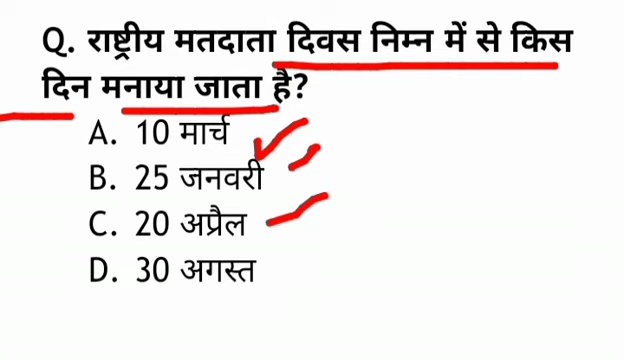 Q. राष्ट्रीय मतदाता दिवस निम्न में से किस
दिन मनाया जाता है?
A. 10 मार्च
B. 25 जनवरी
C. 20 अप्रैल
D. 30 अगस्त